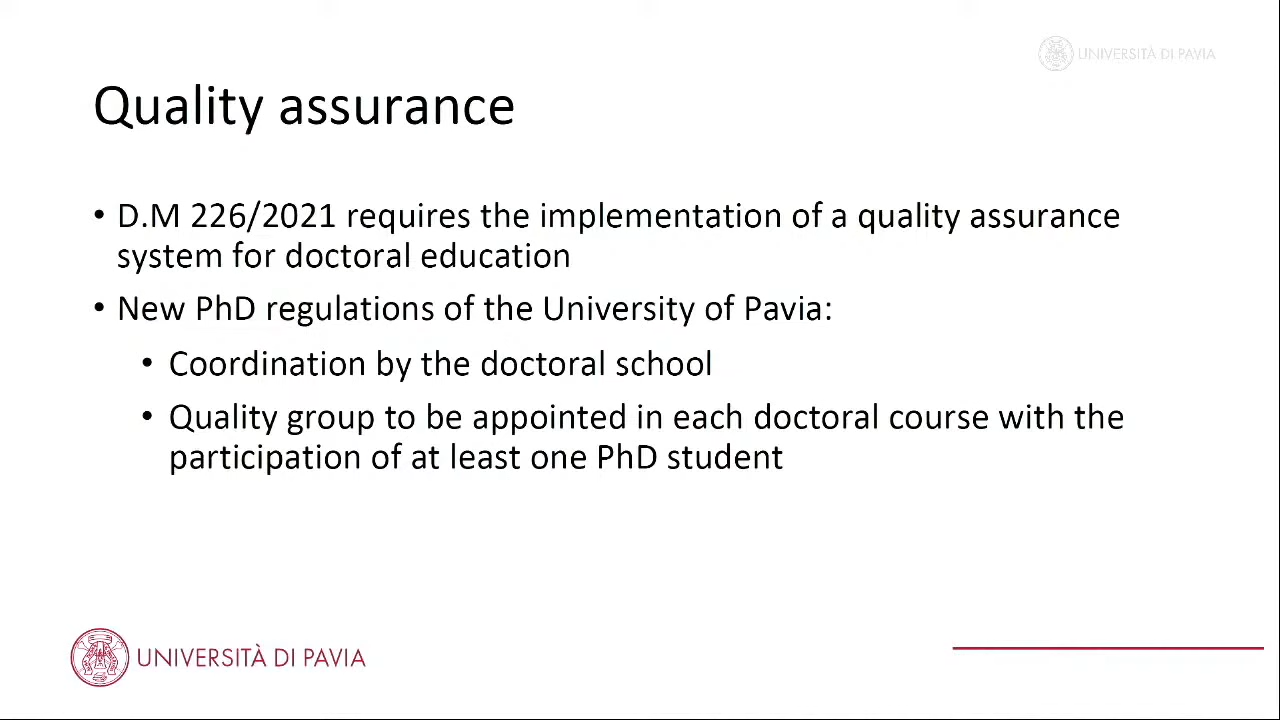 UNIVERSITÀ DI PAVIA
Quality assurance
• D.M 226/2021 requires the implementation of a quality assurance
system for doctoral education
• New PhD regulations of the University of Pavia:
• Coordination by the doctoral school
• Quality group to be appointed in each doctoral course with the
participation of at least one PhD student
UNIVERSITÀ DI PAVIA